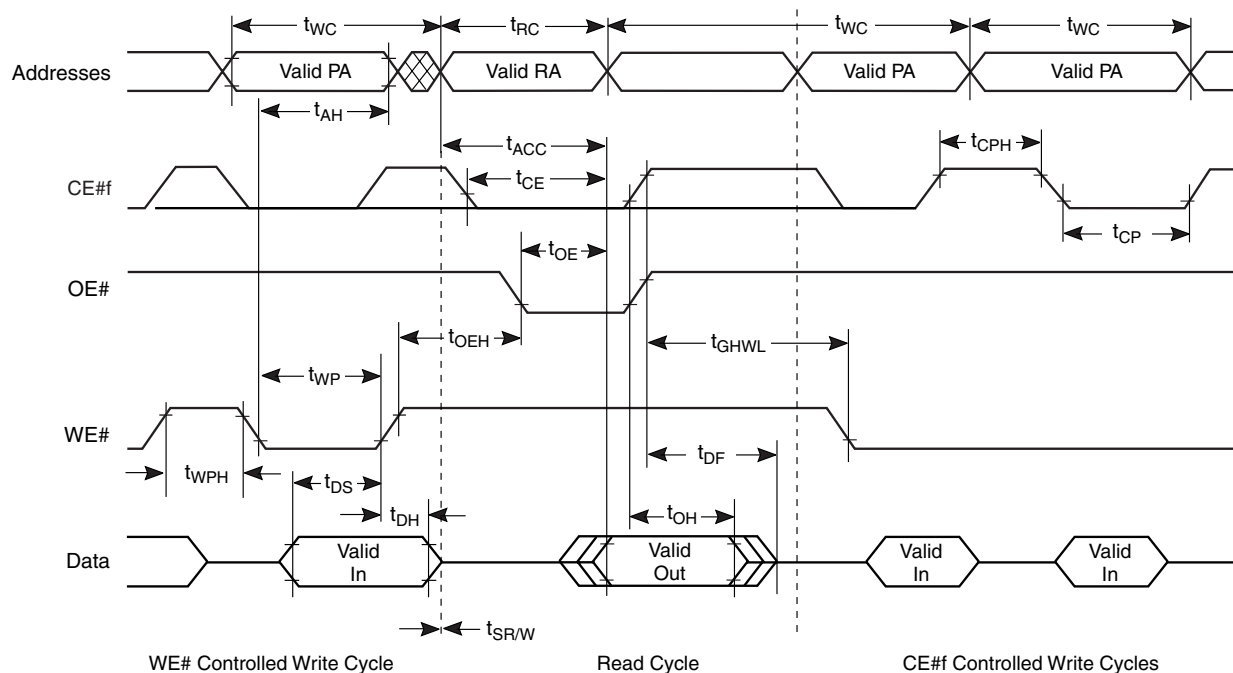 tWC tRC tWC tWC
Addresses Valid PA Valid RA Valid PA Valid PA
tAH
tACC
tCPH
CE#f tCE
tCP
tOE
OE#
tOEH tGHWL
tWP
WE#
tDF
tWPH tDS
tDH tOH
Data Valid In Valid Out Valid In Valid In
tSR/W
WE# Controlled Write Cycle Read Cycle CE#f Controlled Write Cycles